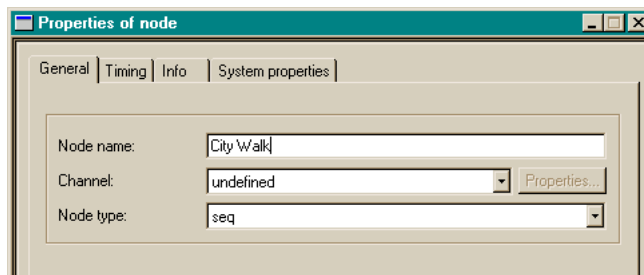 Properties of node
General Timing Info System properties
Node name: City Walk
Channel: undefined Properties...
Node type: seq